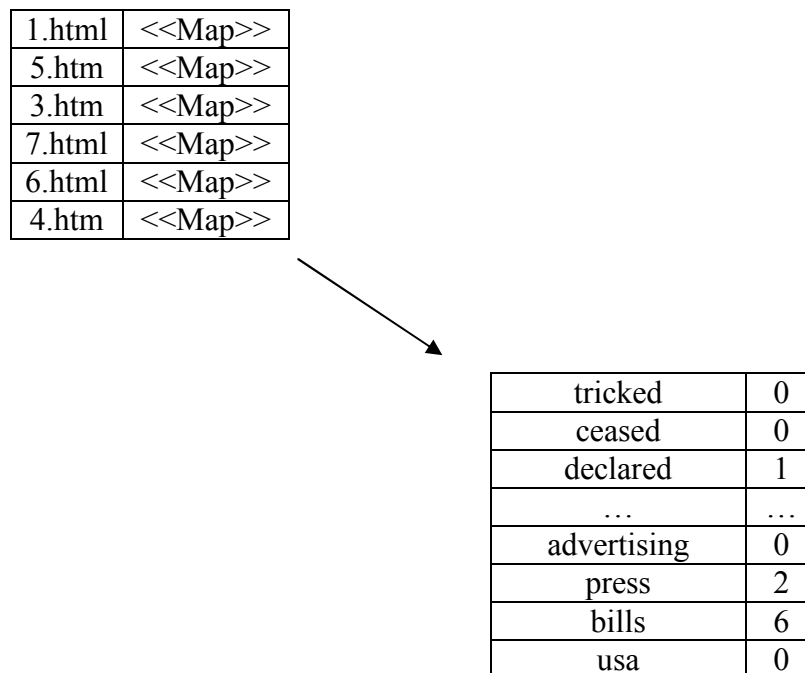 1.html <<Map>>
5.htm <<Map>>
3.htm <<Map>>
7.html <<Map>>
6.html <<Map>>
4.htm <<Map>>
tricked 0
ceased 0
declared 1
… …
advertising 0
press 2
bills 6
usa 0